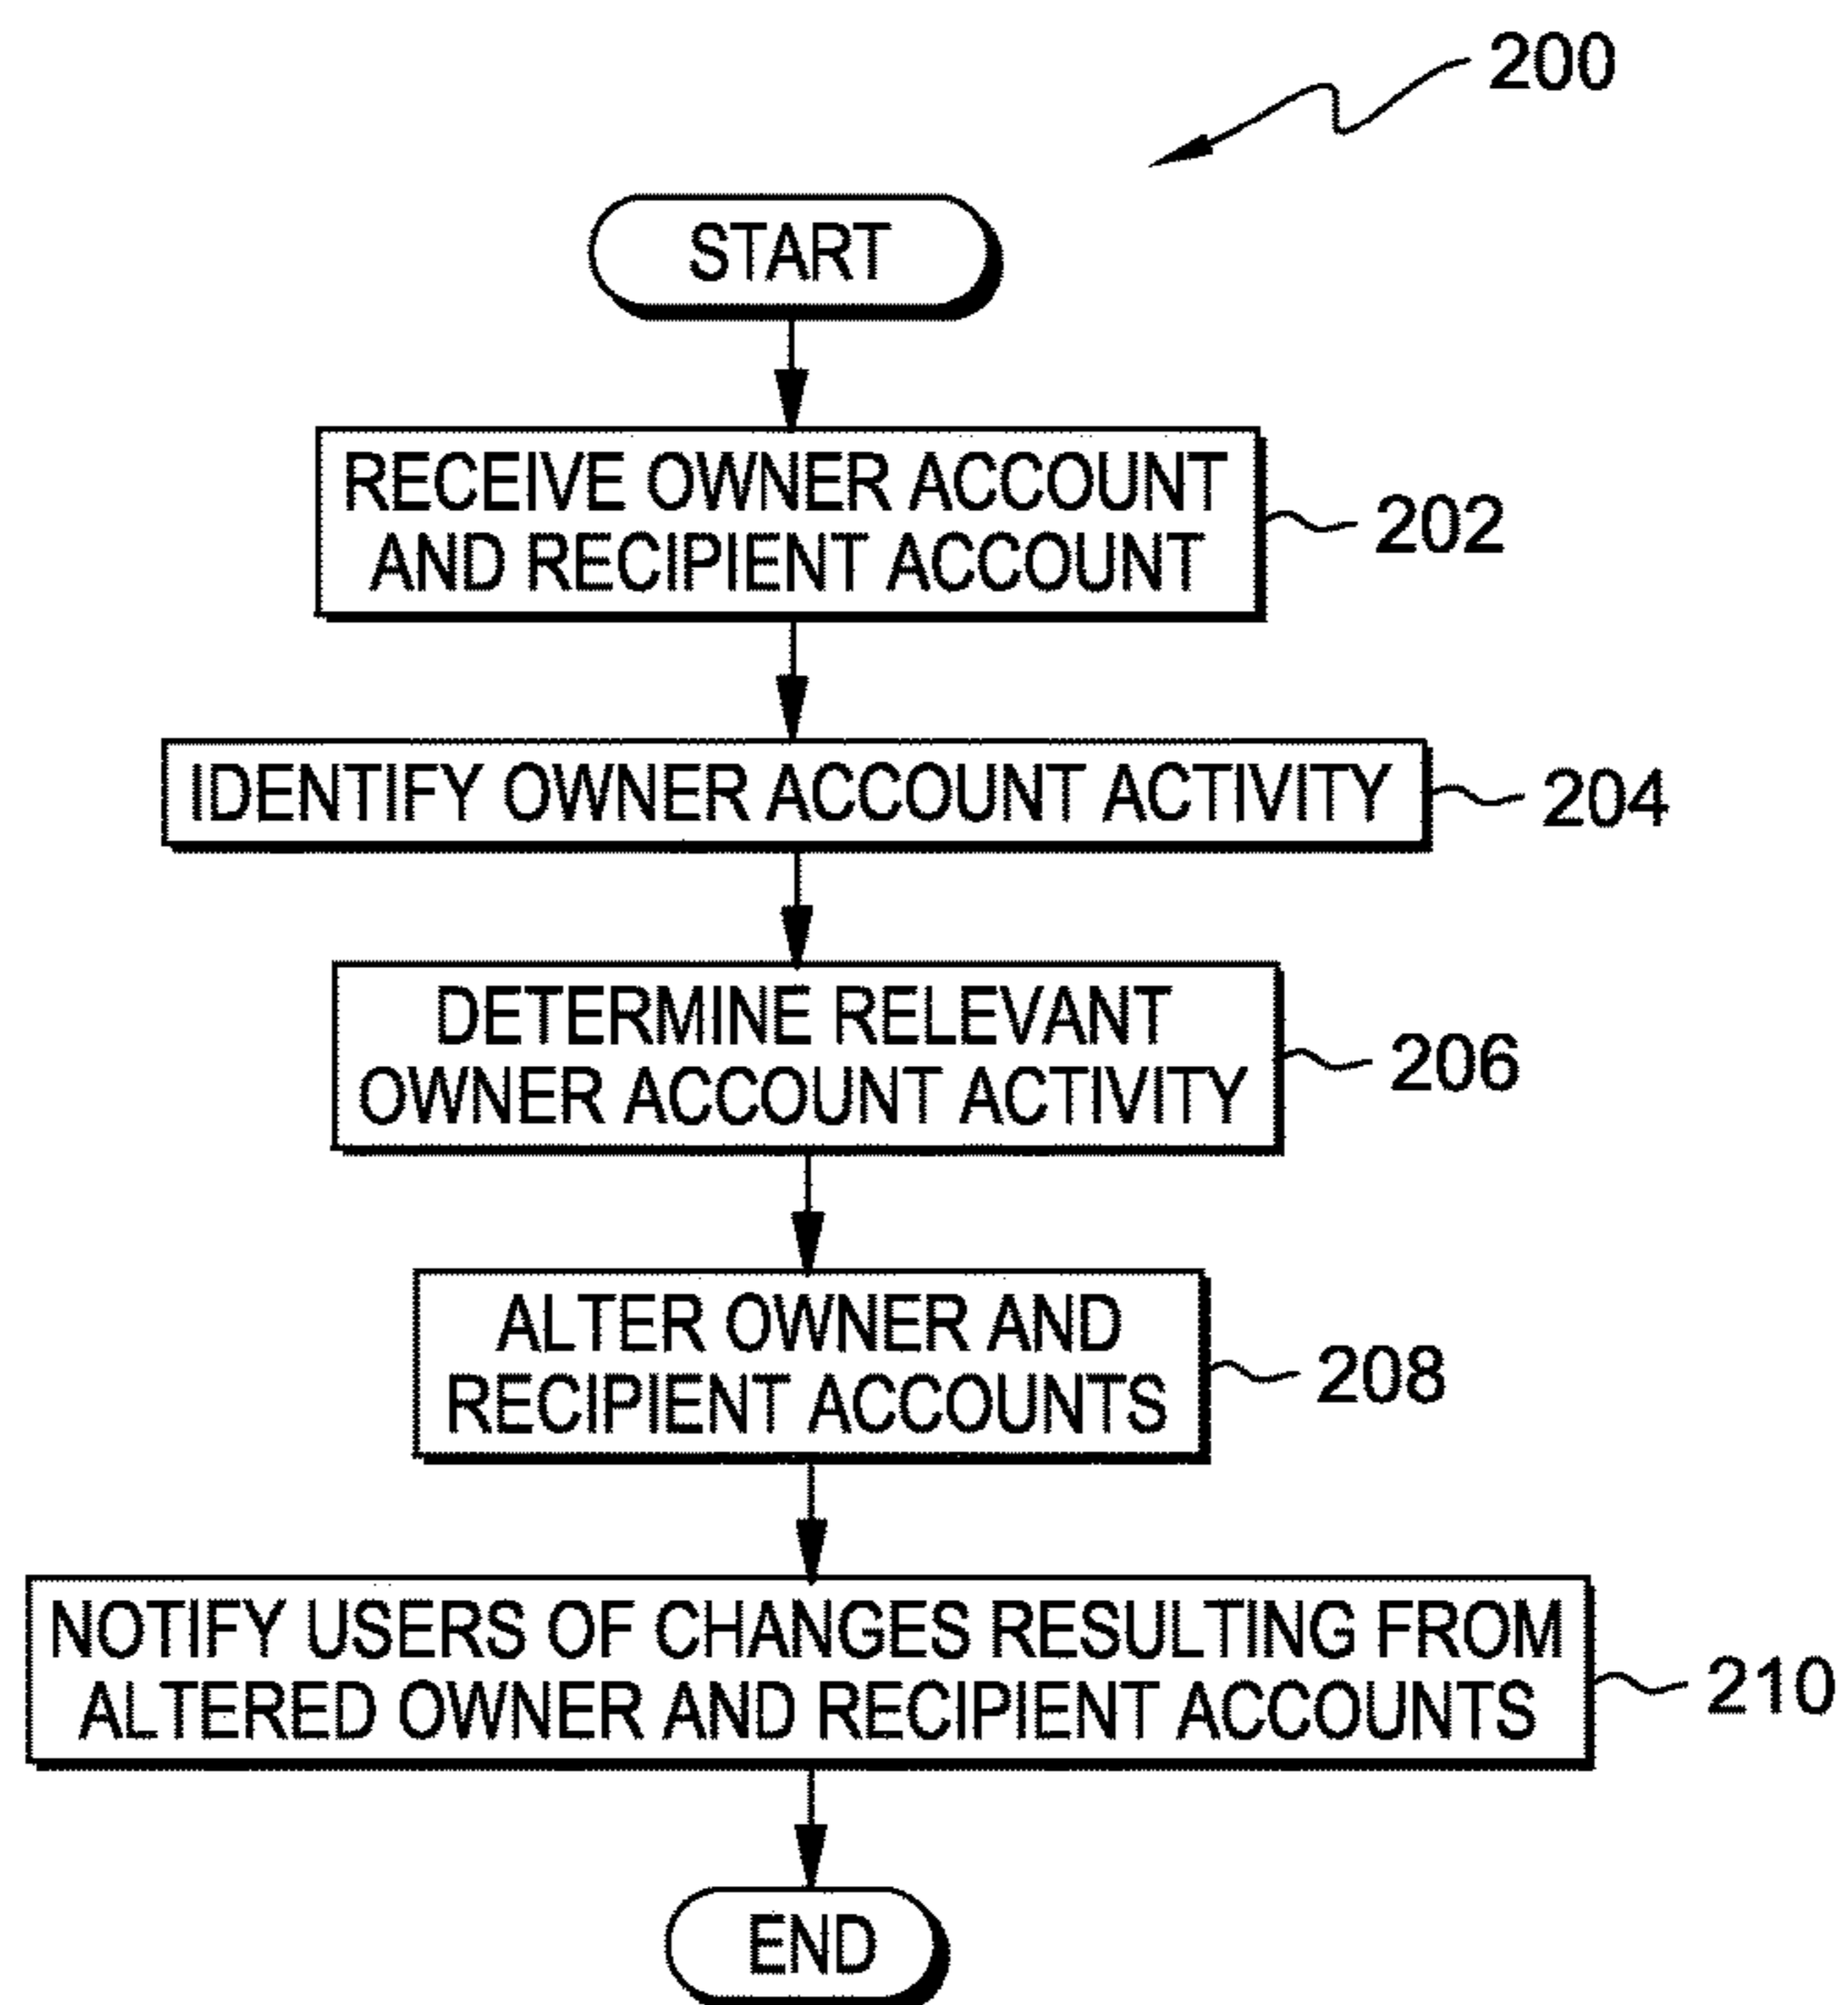 200
START
RECEIVE OWNER ACCOUNT
AND RECIPIENT ACCOUNT
202
IDENTIFY OWNER ACCOUNT ACTIVITY
204
DETERMINE RELEVANT
OWNER ACCOUNT ACTIVITY
206
ALTER OWNER AND
RECIPIENT ACCOUNTS
208
NOTIFY USERS OF CHANGES RESULTING FROM
ALTERED OWNER AND RECIPIENT ACCOUNTS
210
END